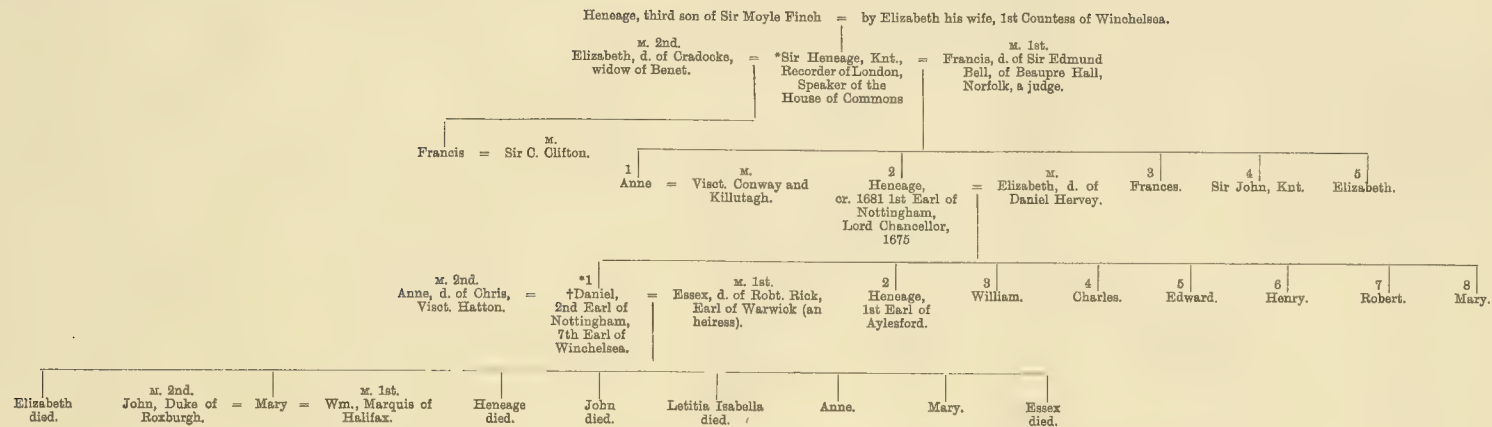 Heneage, third son of Sir Moyle Finch = by Elizabeth his wife, 1st Countess of Winchelsea.
M. 2nd.
Elizabeth, d. of Cradocke,
widow of Benet.
=
*Sir Heneage, Knt.,
Recorder of London,
Speaker of the
House of Commons
=
M. 1st.
Francis, d. of Sir Edmund
Bell, of Beaupre Hall,
Norfolk, a judge.
M.
Francis = Sir C. Clifton.
1
Anne =
M.
Visct. Conway and
Killutagh.
2
Heneage,
cr. 1681 1st Earl of
Nottingham,
Lord Chancellor,
1675
=
M.
Elizabeth, d. of
Daniel Hervey.
3
Frances.
4
Sir John, Knt.
5
Elizabeth.
M. 2nd.
Anne, d. of Chris,
Visct. Hatton.
=
*1
†Daniel,
2nd Earl of
Nottingham,
7th Earl of
Winchelsea.
=
M. 1st.
Essex, d. of Robt. Rick,
Earl of Warwick (an
heiress).
2
Heneage,
1st Earl of
Aylesford.
3
William.
4
Charles.
5
Edward.
6
Henry.
7
Robert.
8
Mary.
Elizabeth
died.
M. 2nd.
John, Duke of
Roxburgh.
= Mary =
M. 1st.
Wm., Marquis of
Halifax.
Heneage
died.
John
died.
Letitia Isabella
died.
Anne.
Mary.
Essex
died.